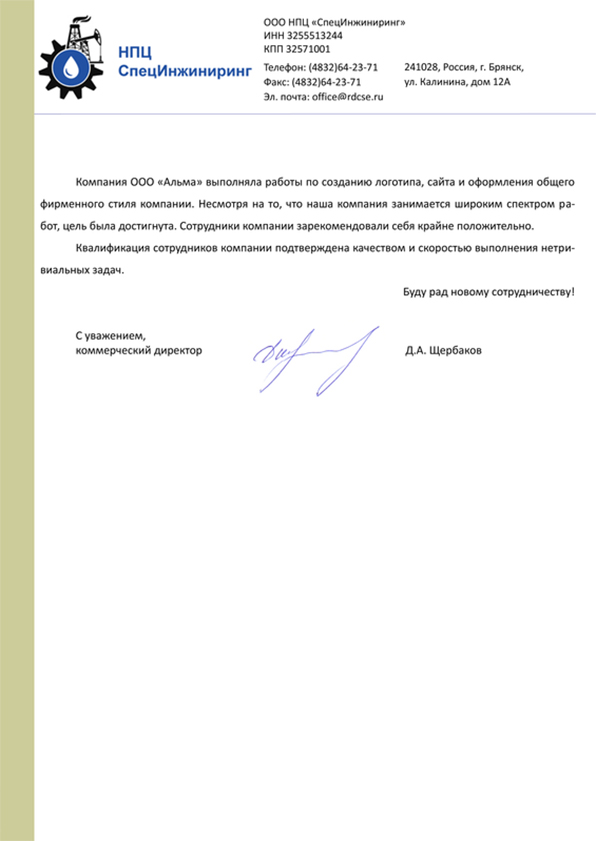 НПЦ
СпецИнжиниринг
ООО НПЦ «СпецИнжиниринг»
ИНН 3255513244
КПП 32571001
Телефон: (4832)64-23-71
Факс: (4832)64-23-71
Эл. почта: office@rdcse.ru
241028, Россия, г. Брянск,
ул. Калинина, дом 12А
Компания ООО «Альма» выполняла работы по созданию логотипа, сайта и оформления общего
фирменного стиля компании. Несмотря на то, что наша компания занимается широким спектром ра-
бот, цель была достигнута. Сотрудники компании зарекомендовали себя крайне положительно.
Квалификация сотрудников компании подтверждена качеством и скоростью выполнения нетри-
виальных задач.
Буду рад новому сотрудничеству!
С уважением,
коммерческий директор
Д.А. Щербаков